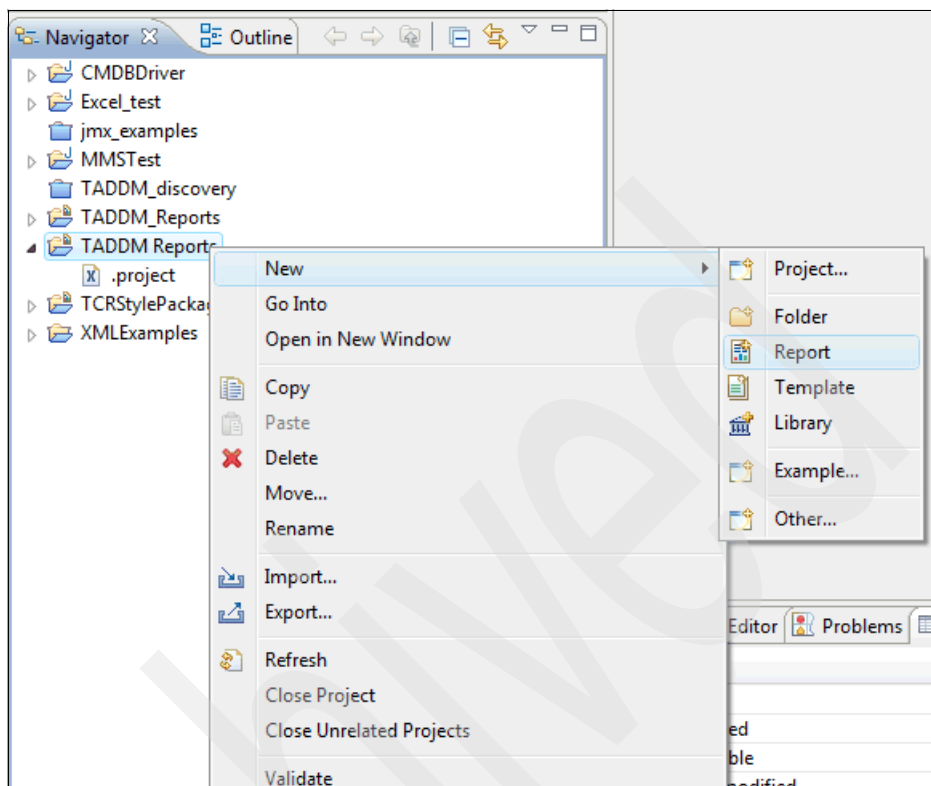 Navigator Outline
CMDBDriver
Excel_test
jmx_examples
MMSTest
TADDM_discovery
TADDM_Reports
TADDM Reports
.project
TCRStylePacka
XMLExamples
New
Go Into
Open in New Window
Copy
Paste
Delete
Move...
Rename
Import...
Export...
Refresh
Close Project
Close Unrelated Projects
Validate
Project...
Folder
Report
Template
Library
Example...
Other...
Editor Problems
ed
ble